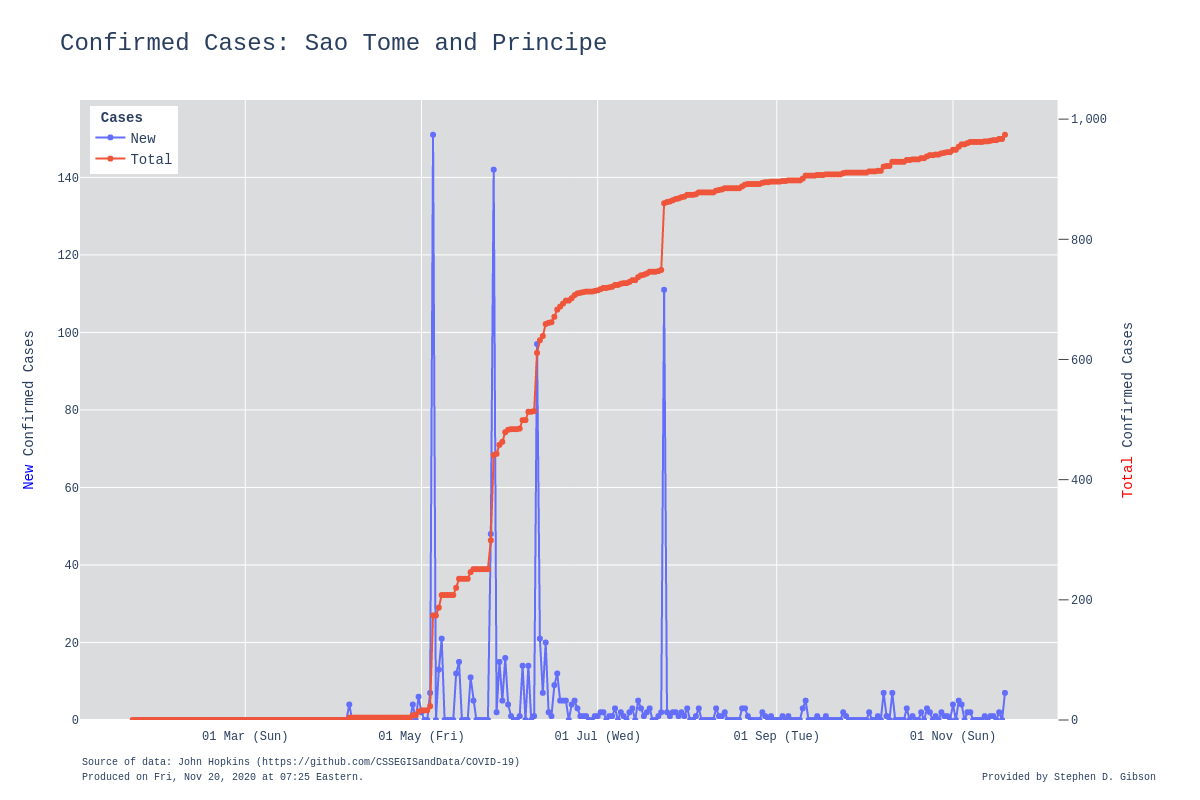 Confirmed Cases: Sao Tome and Principe
Cases
New
Total
140
120
100
80
60
40
20
0
1,000
800
600
400
200
0
New Confirmed Cases
Total Confirmed Cases
01 Mar (Sun)
01 May (Fri)
01 Jul (Wed)
01 Sep (Tue)
01 Nov (Sun)
Source of data: John Hopkins (https://github.com/CSSEGISandData/COVID-19)
Produced on Fri, Nov 20, 2020 at 07:25 Eastern.
Provided by Stephen D. Gibson